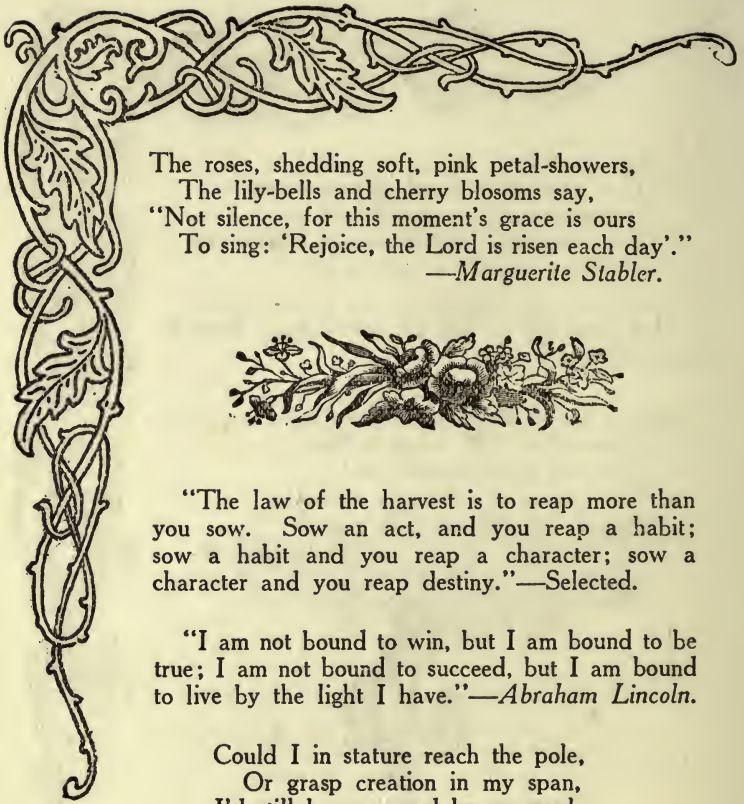 The roses, shedding soft, pink petal-showers,
The lily-bells and cherry blosoms say,
"Not silence, for this moment's grace is ours
To sing: 'Rejoice, the Lord is risen each day'."
—Marguerite Stabler.
"The law of the harvest is to reap more than
you sow. Sow an act, and you reap a habit;
sow a habit and you reap a character; sow a
character and you reap destiny."—Selected.
"I am not bound to win, but I am bound to be
true; I am not bound to succeed, but I am bound
to live by the light I have."—Abraham Lincoln.
Could I in stature reach the pole,
Or grasp creation in my span,
I'd still be